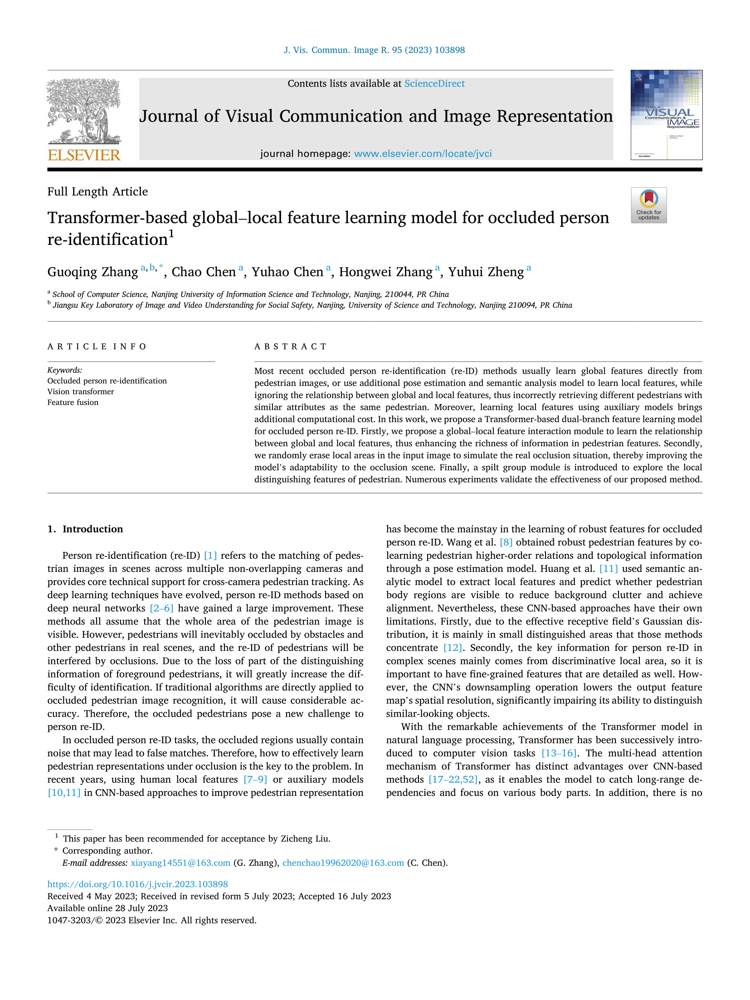 J. Vis. Commun. Image R. 95 (2023) 103898
Contents lists available at ScienceDirect
Journal of Visual Communication and Image Representation
journal homepage: www.elsevier.com/locate/jvci
NON SOLUS
ELSEVIER
JOURNAL OF
VISUAL
Communication &
IMAGE
Representation
Full Length Article
Check for
updates
Transformer-based global–local feature learning model for occluded person
re-identification¹
Guoqing Zhang a,b,*, Chao Chen a, Yuhao Chen a, Hongwei Zhang a, Yuhui Zheng a
a School of Computer Science, Nanjing University of Information Science and Technology, Nanjing, 210044, PR China
b Jiangsu Key Laboratory of Image and Video Understanding for Social Safety, Nanjing, University of Science and Technology, Nanjing 210094, PR China
ARTICLE INFO
Keywords:
Occluded person re-identification
Vision transformer
Feature fusion
ABSTRACT
Most recent occluded person re-identification (re-ID) methods usually learn global features directly from
pedestrian images, or use additional pose estimation and semantic analysis model to learn local features, while
ignoring the relationship between global and local features, thus incorrectly retrieving different pedestrians with
similar attributes as the same pedestrian. Moreover, learning local features using auxiliary models brings
additional computational cost. In this work, we propose a Transformer-based dual-branch feature learning model
for occluded person re-ID. Firstly, we propose a global–local feature interaction module to learn the relationship
between global and local features, thus enhancing the richness of information in pedestrian features. Secondly,
we randomly erase local areas in the input image to simulate the real occlusion situation, thereby improving the
model's adaptability to the occlusion scene. Finally, a spilt group module is introduced to explore the local
distinguishing features of pedestrian. Numerous experiments validate the effectiveness of our proposed method.
1. Introduction
Person re-identification (re-ID) [1] refers to the matching of pedes-
trian images in scenes across multiple non-overlapping cameras and
provides core technical support for cross-camera pedestrian tracking. As
deep learning techniques have evolved, person re-ID methods based on
deep neural networks [2–6] have gained a large improvement. These
methods all assume that the whole area of the pedestrian image is
visible. However, pedestrians will inevitably occluded by obstacles and
other pedestrians in real scenes, and the re-ID of pedestrians will be
interfered by occlusions. Due to the loss of part of the distinguishing
information of foreground pedestrians, it will greatly increase the dif-
ficulty of identification. If traditional algorithms are directly applied to
occluded pedestrian image recognition, it will cause considerable ac-
curacy. Therefore, the occluded pedestrians pose a new challenge to
person re-ID.
In occluded person re-ID tasks, the occluded regions usually contain
noise that may lead to false matches. Therefore, how to effectively learn
pedestrian representations under occlusion is the key to the problem. In
recent years, using human local features [7–9] or auxiliary models
[10,11] in CNN-based approaches to improve pedestrian representation
has become the mainstay in the learning of robust features for occluded
person re-ID. Wang et al. [8] obtained robust pedestrian features by co-
learning pedestrian higher-order relations and topological information
through a pose estimation model. Huang et al. [11] used semantic an-
alytic model to extract local features and predict whether pedestrian
body regions are visible to reduce background clutter and achieve
alignment. Nevertheless, these CNN-based approaches have their own
limitations. Firstly, due to the effective receptive field's Gaussian dis-
tribution, it is mainly in small distinguished areas that those methods
concentrate [12]. Secondly, the key information for person re-ID in
complex scenes mainly comes from discriminative local area, so it is
important to have fine-grained features that are detailed as well. How-
ever, the CNN's downsampling operation lowers the output feature
map's spatial resolution, significantly impairing its ability to distinguish
similar-looking objects.
With the remarkable achievements of the Transformer model in
natural language processing, Transformer has been successively intro-
duced to computer vision tasks [13–16]. The multi-head attention
mechanism of Transformer has distinct advantages over CNN-based
methods [17–22,52], as it enables the model to catch long-range de-
pendencies and focus on various body parts. In addition, there is no
1 This paper has been recommended for acceptance by Zicheng Liu.
* Corresponding author.
E-mail addresses: xiayang14551@163.com (G. Zhang), chenchao19962020@163.com (C. Chen).
https://doi.org/10.1016/j.jvcir.2023.103898
Received 4 May 2023; Received in revised form 5 July 2023; Accepted 16 July 2023
Available online 28 July 2023
1047-3203/© 2023 Elsevier Inc. All rights reserved.